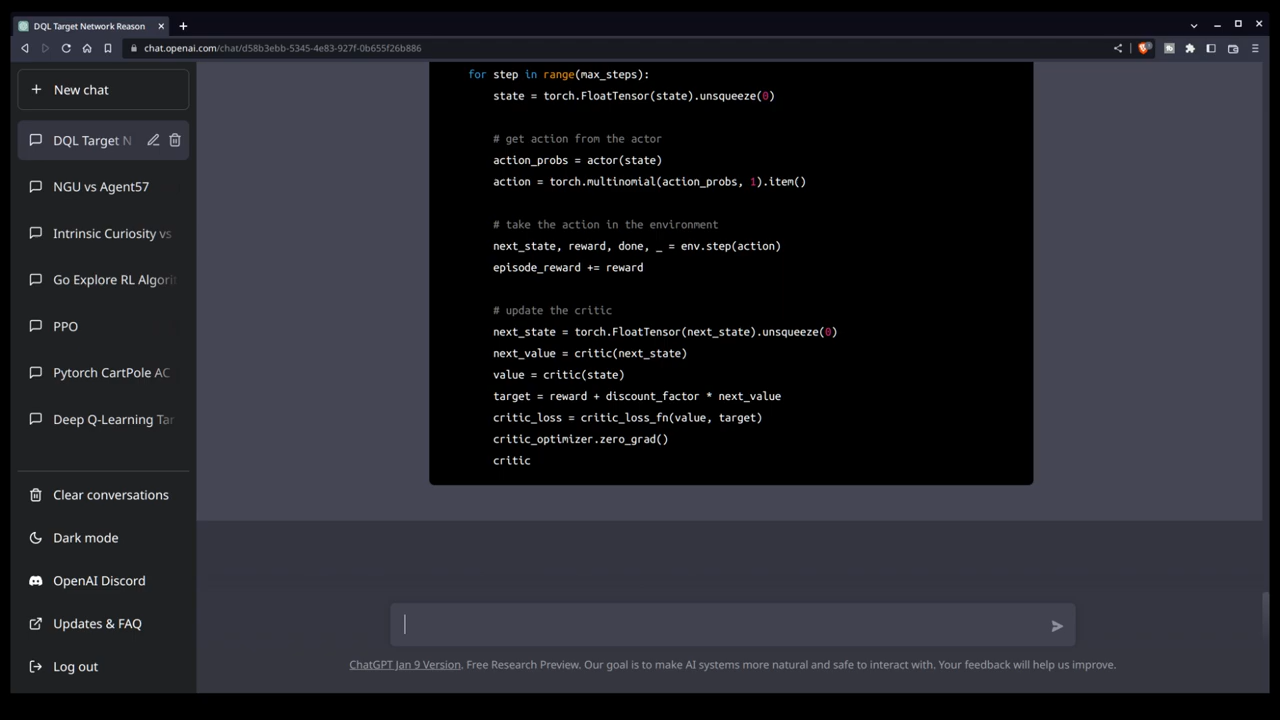 DQL Target Network Reason
chat.openai.com/chat/d58b3ebb-5345-4e83-927f-0b655f26b886
New chat
DQL Target N
NGU vs Agent57
Intrinsic Curiosity vs
Go Explore RL Algori
PPO
Pytorch CartPole AC
Deep Q-Learning Tar
Clear conversations
Dark mode
OpenAI Discord
Updates & FAQ
Log out
for step in range(max_steps):
state = torch.FloatTensor(state).unsqueeze(0)
# get action from the actor
action_probs = actor(state)
action = torch.multinomial(action_probs, 1).item()
# take the action in the environment
next_state, reward, done, _ = env.step(action)
episode_reward += reward
# update the critic
next_state = torch.FloatTensor(next_state).unsqueeze(0)
next_value = critic(next_state)
value = critic(state)
target = reward + discount_factor * next_value
critic_loss = critic_loss_fn(value, target)
critic_optimizer.zero_grad()
critic
ChatGPT Jan 9 Version. Free Research Preview. Our goal is to make AI systems more natural and safe to interact with. Your feedback will help us improve.